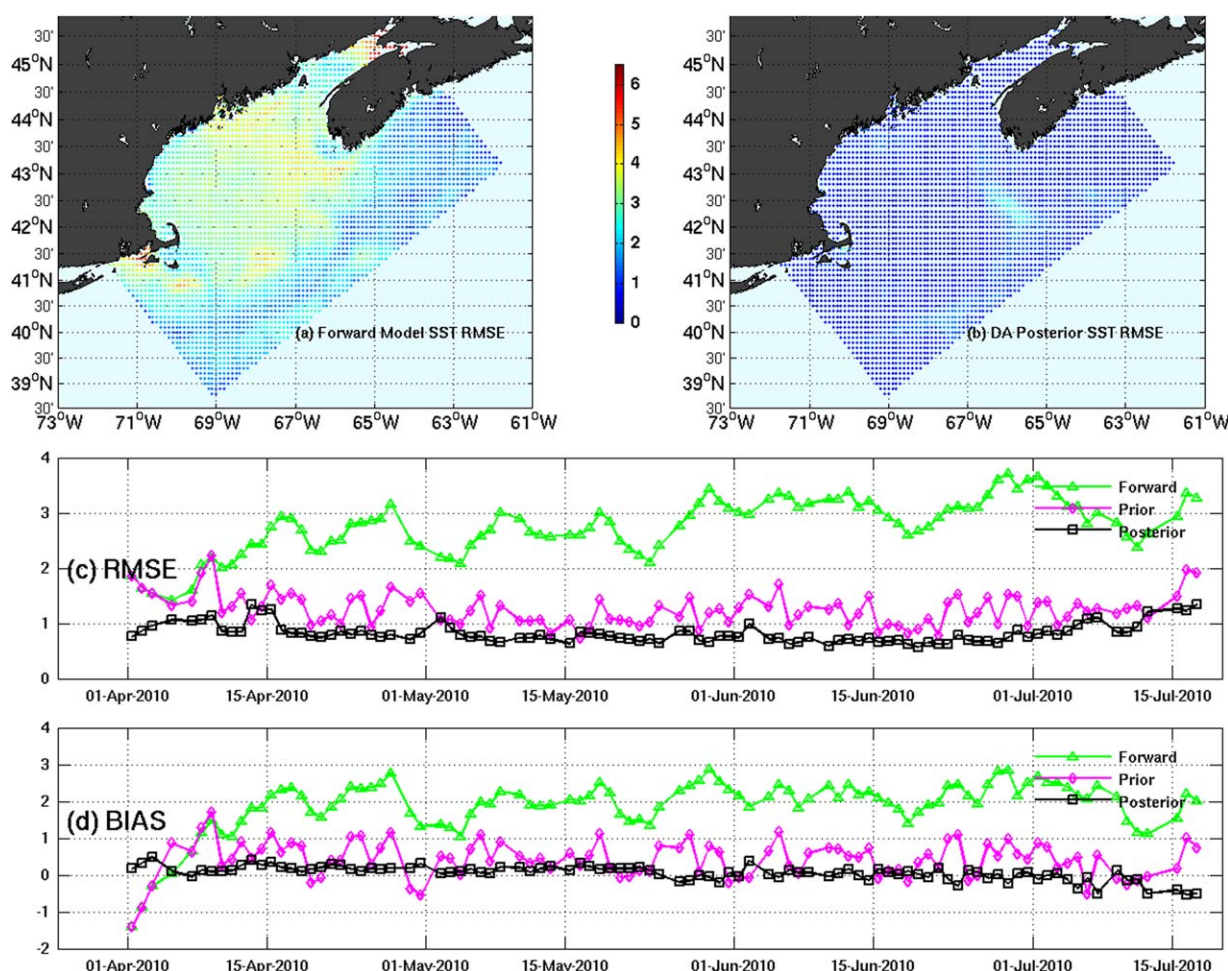 30'
45°N
30'
44°N
30'
43°N
30'
42°N
30'
41°N
30'
40°N
30'
39°N
30'
73°W 71°W 69°W 67°W 65°W 63°W 61°W
(a) Forward Model SST RMSE
6
5
4
3
2
1
0
30'
45°N
30'
44°N
30'
43°N
30'
42°N
30'
41°N
30'
40°N
30'
39°N
30'
73°W 71°W 69°W 67°W 65°W 63°W 61°W
(b) DA Posterior SST RMSE
4
3
2
1
0
(c) RMSE
Forward
Prior
Posterior
01-Apr-2010 15-Apr-2010 01-May-2010 15-May-2010 01-Jun-2010 15-Jun-2010 01-Jul-2010 15-Jul-2010
4
3
2
1
0
-1
-2
(d) BIAS
Forward
Prior
Posterior
01-Apr-2010 15-Apr-2010 01-May-2010 15-May-2010 01-Jun-2010 15-Jun-2010 01-Jul-2010 15-Jul-2010